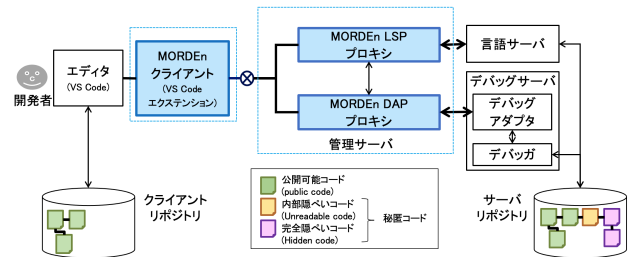 開発者
エディタ
(VS Code)
MORDEn
クライアント
(VS Code
エクステンション)
MORDEn LSP
プロキシ
MORDEn DAP
プロキシ
管理サーバ
言語サーバ
デバッグサーバ
デバッグ
アダプタ
デバッガ
クライアント
リポジトリ
公開可能コード
(public code)
内部隠ぺいコード
(Unreadable code)
完全隠ぺいコード
(Hidden code)
秘匿コード
サーバ
リポジトリ